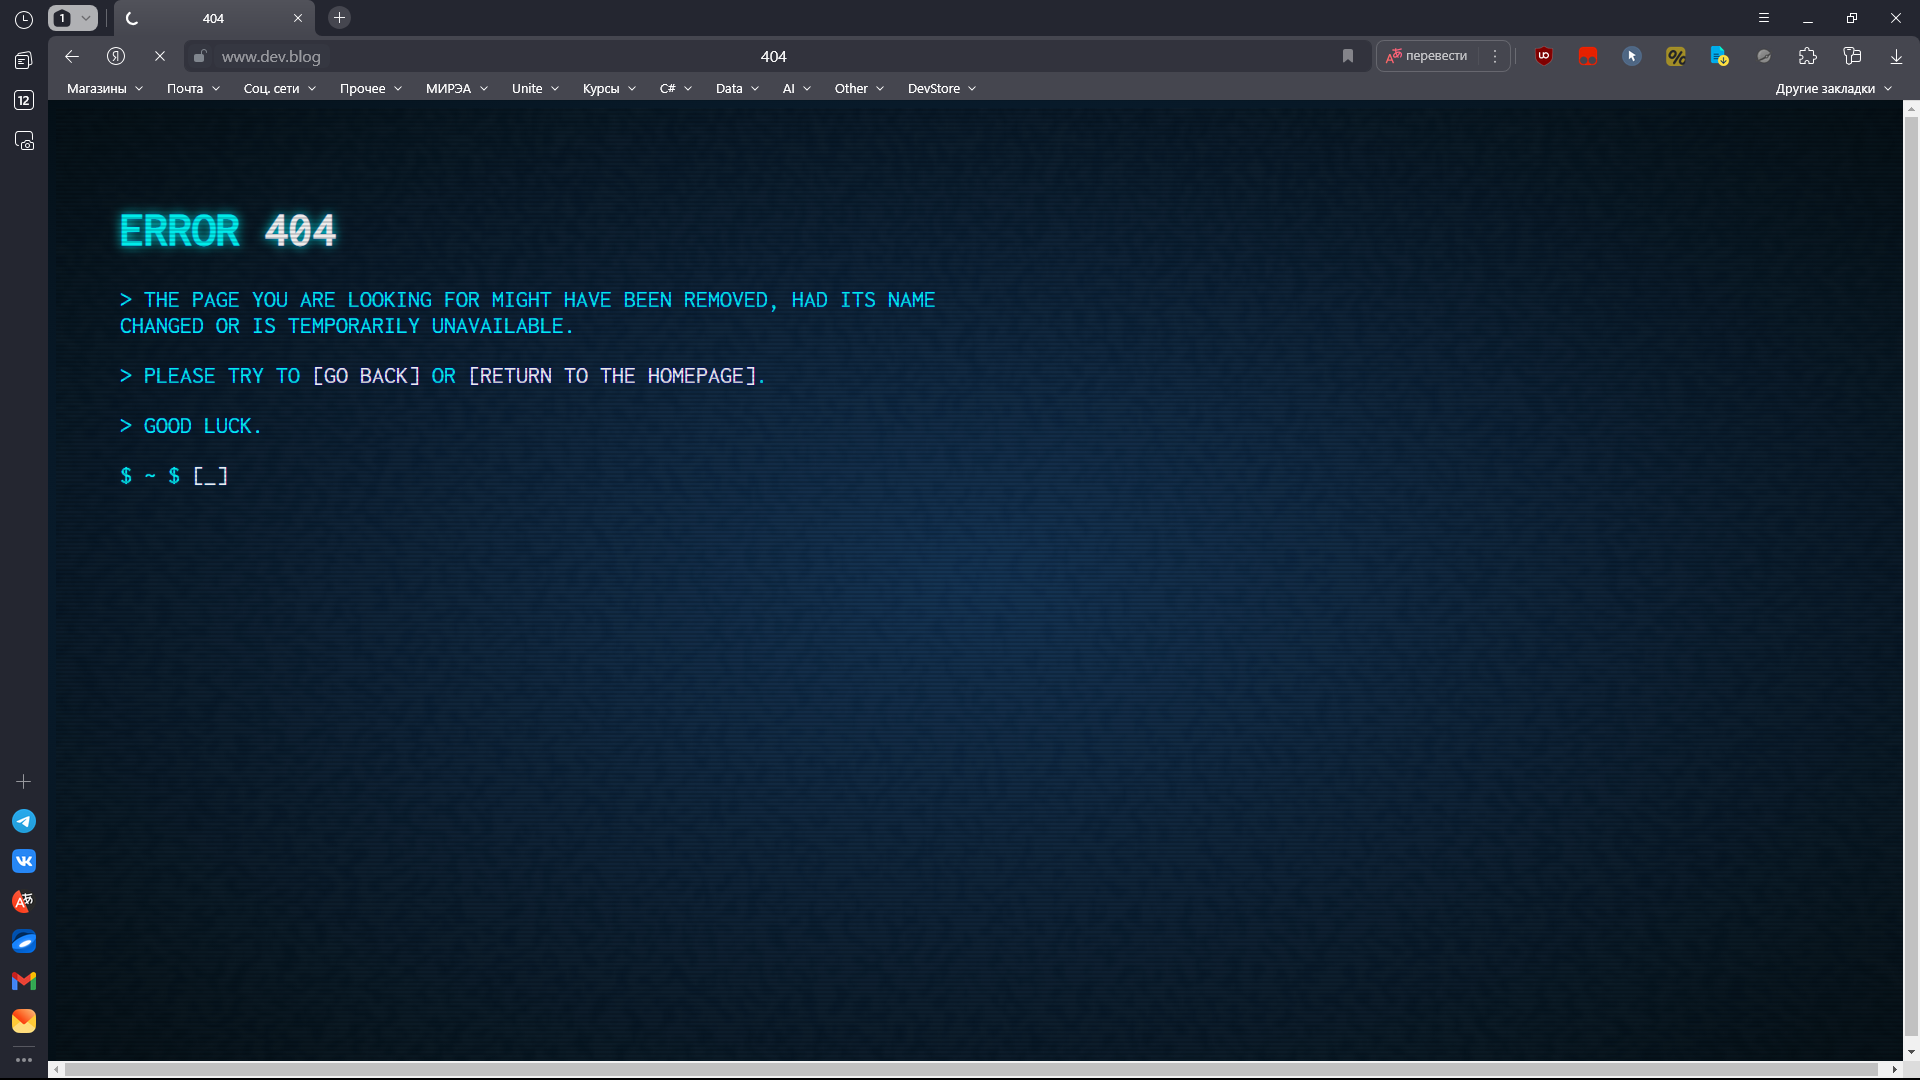 1
404
www.dev.blog
404
перевести
12
Магазины
Почта
Соц. сети
Прочее
МИРЭА
Unite
Курсы
C#
Data
AI
Other
DevStore
Другие закладки
ERROR 404
> THE PAGE YOU ARE LOOKING FOR MIGHT HAVE BEEN REMOVED, HAD ITS NAME
CHANGED OR IS TEMPORARILY UNAVAILABLE.
> PLEASE TRY TO [GO BACK] OR [RETURN TO THE HOMEPAGE].
> GOOD LUCK.
$ ~ $ [_]